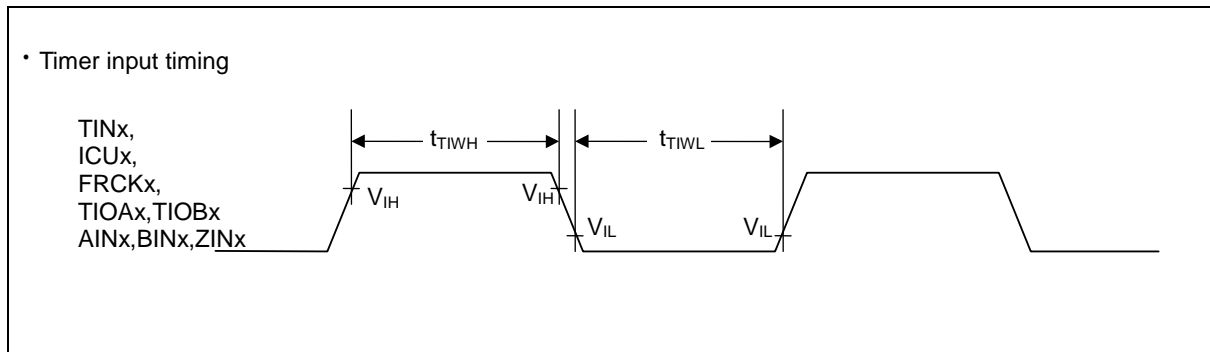 ・ Timer input timing
TINx,
ICUx,
FRCKx,
TIOAx,TIOBx
AINx,BINx,ZINx
tTIWH
tTIWL
VIH
VIH
VIL
VIL